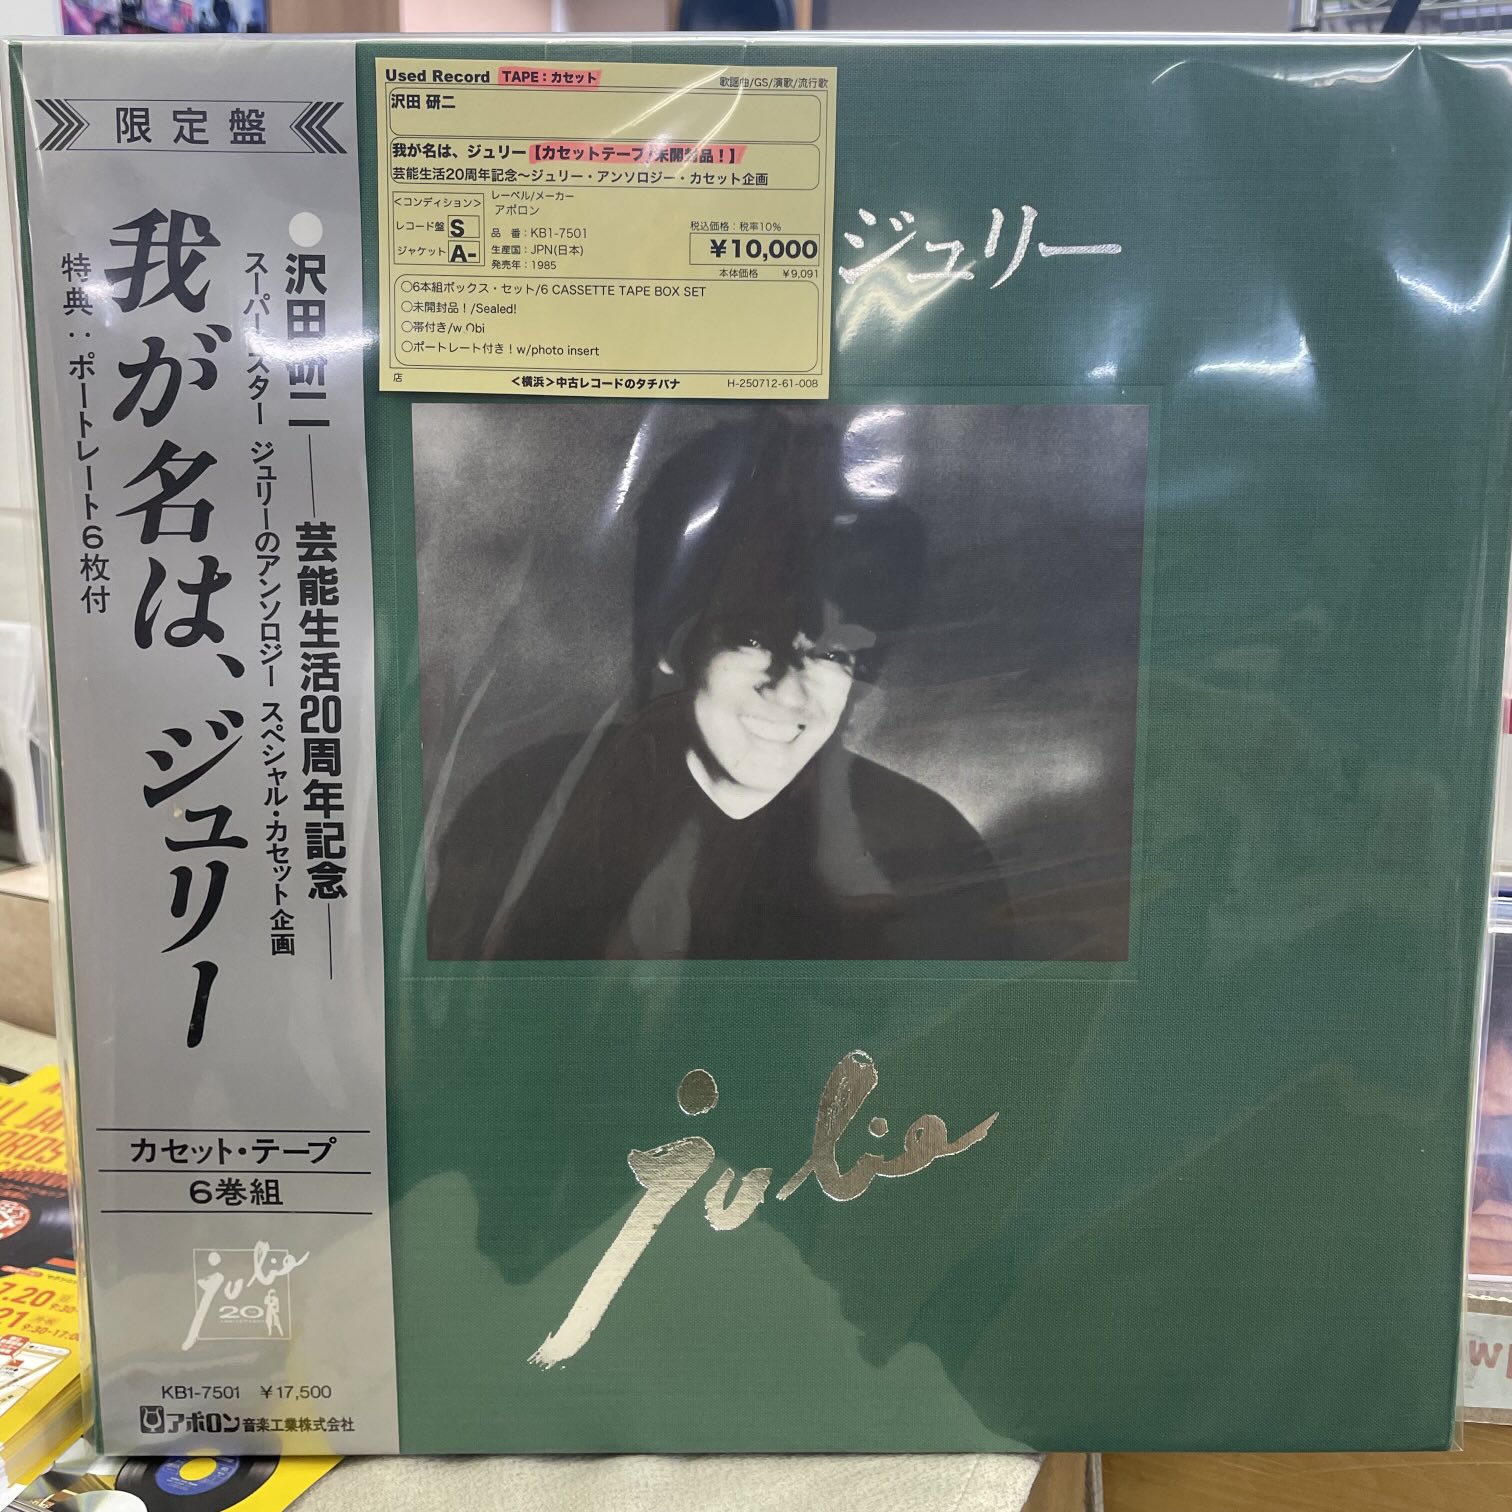 限定盤
●沢田研二──芸能生活20周年記念──
スーパースター ジュリーのアンソロジー スペシャル・カセット企画
我が名は、ジュリー
特典：ポートレート6枚付
カセット・テープ
6巻組
julie
20
KB1-7501 ￥17,500
アポロン音楽工業株式会社
Used Record TAPE：カセット 歌謡曲/GS/演歌/流行歌
沢田 研二
我が名は、ジュリー【カセットテープ/未開封品！】
芸能生活20周年記念～ジュリー・アンソロジー・カセット企画
<コンディション>
レコード盤 S
ジャケット A-
レーベル/メーカー
アポロン
品 番：KB1-7501
生産国：JPN(日本)
発売年：1985
税込価格：税率10%
￥10,000
本体価格 ￥9,091
○6本組ボックス・セット/6 CASSETTE TAPE BOX SET
○未開封品！/Sealed!
○帯付き/w Obi
○ポートレート付き！w/photo insert
店 <横浜>中古レコードのタチバナ H-250712-61-008
ジュリー
julie
7.20
21
9:30-17:00